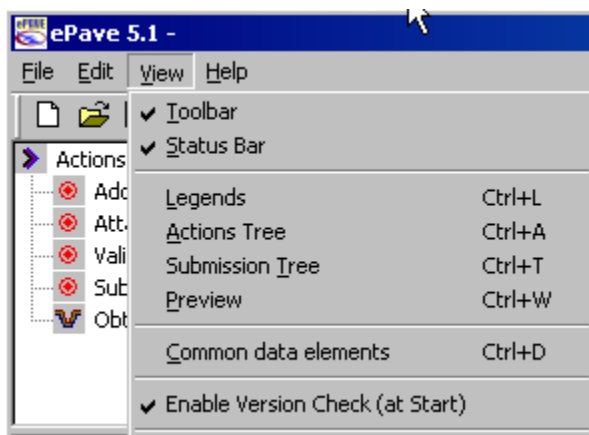 ePave 5.1 -
File Edit View Help
Toolbar
Status Bar
Actions
Legends Ctrl+L
Actions Tree Ctrl+A
Submission Tree Ctrl+T
Preview Ctrl+W
Common data elements Ctrl+D
Enable Version Check (at Start)